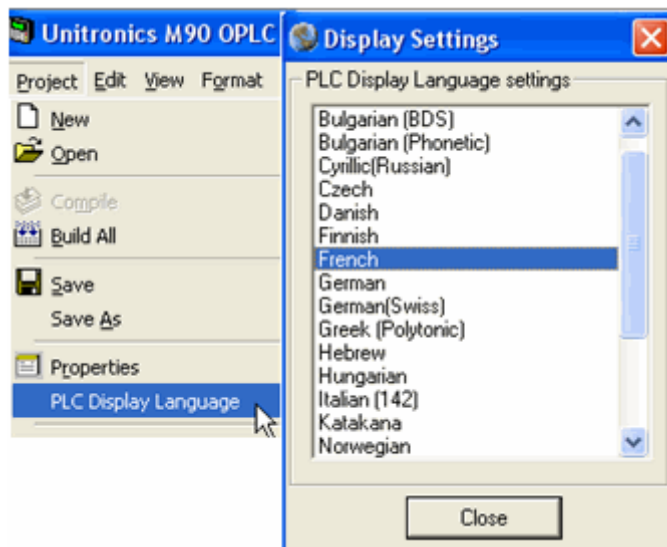 Unitronics M90 OPLC
Project Edit View Format
New
Open
Compile
Build All
Save
Save As
Properties
PLC Display Language
Display Settings
PLC Display Language settings
Bulgarian (BDS)
Bulgarian (Phonetic)
Cyrillic(Russian)
Czech
Danish
Finnish
French
German
German(Swiss)
Greek (Polytonic)
Hebrew
Hungarian
Italian (142)
Katakana
Norwegian
Close